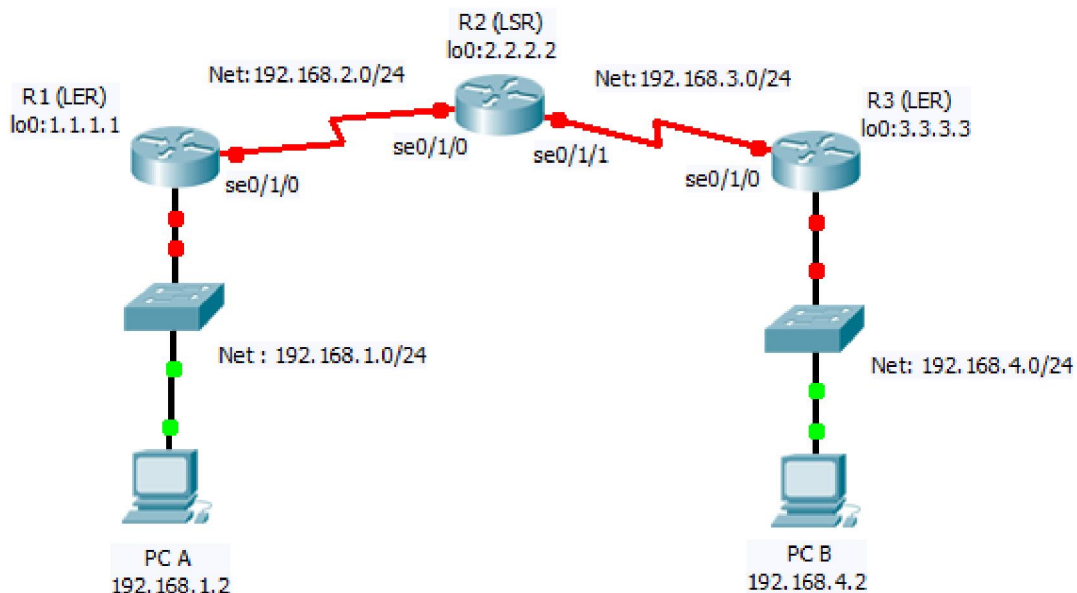 R2 (LSR)
lo0:2.2.2.2
Net:192.168.2.0/24
Net:192.168.3.0/24
R1 (LER)
lo0:1.1.1.1
R3 (LER)
lo0:3.3.3.3
se0/1/0
se0/1/0
se0/1/1
se0/1/0
Net : 192.168.1.0/24
Net: 192.168.4.0/24
PC A
192.168.1.2
PC B
192.168.4.2